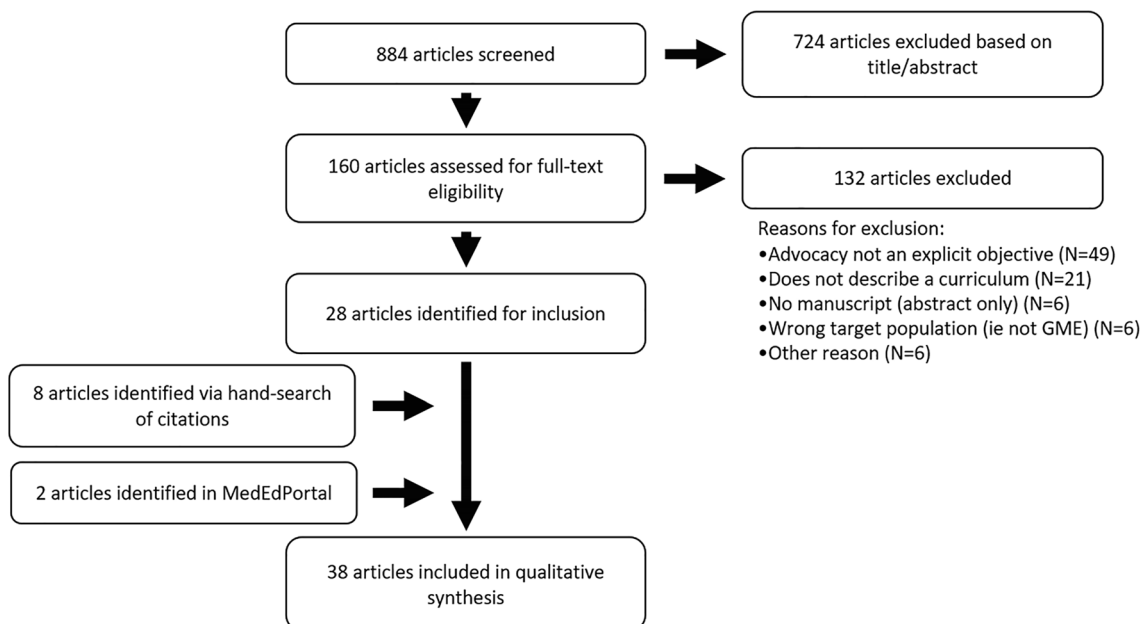 884 articles screened
724 articles excluded based on
title/abstract
160 articles assessed for full-text
eligibility
132 articles excluded
Reasons for exclusion:
•Advocacy not an explicit objective (N=49)
•Does not describe a curriculum (N=21)
•No manuscript (abstract only) (N=6)
•Wrong target population (ie not GME) (N=6)
•Other reason (N=6)
28 articles identified for inclusion
8 articles identified via hand-search
of citations
2 articles identified in MedEdPortal
38 articles included in qualitative
synthesis